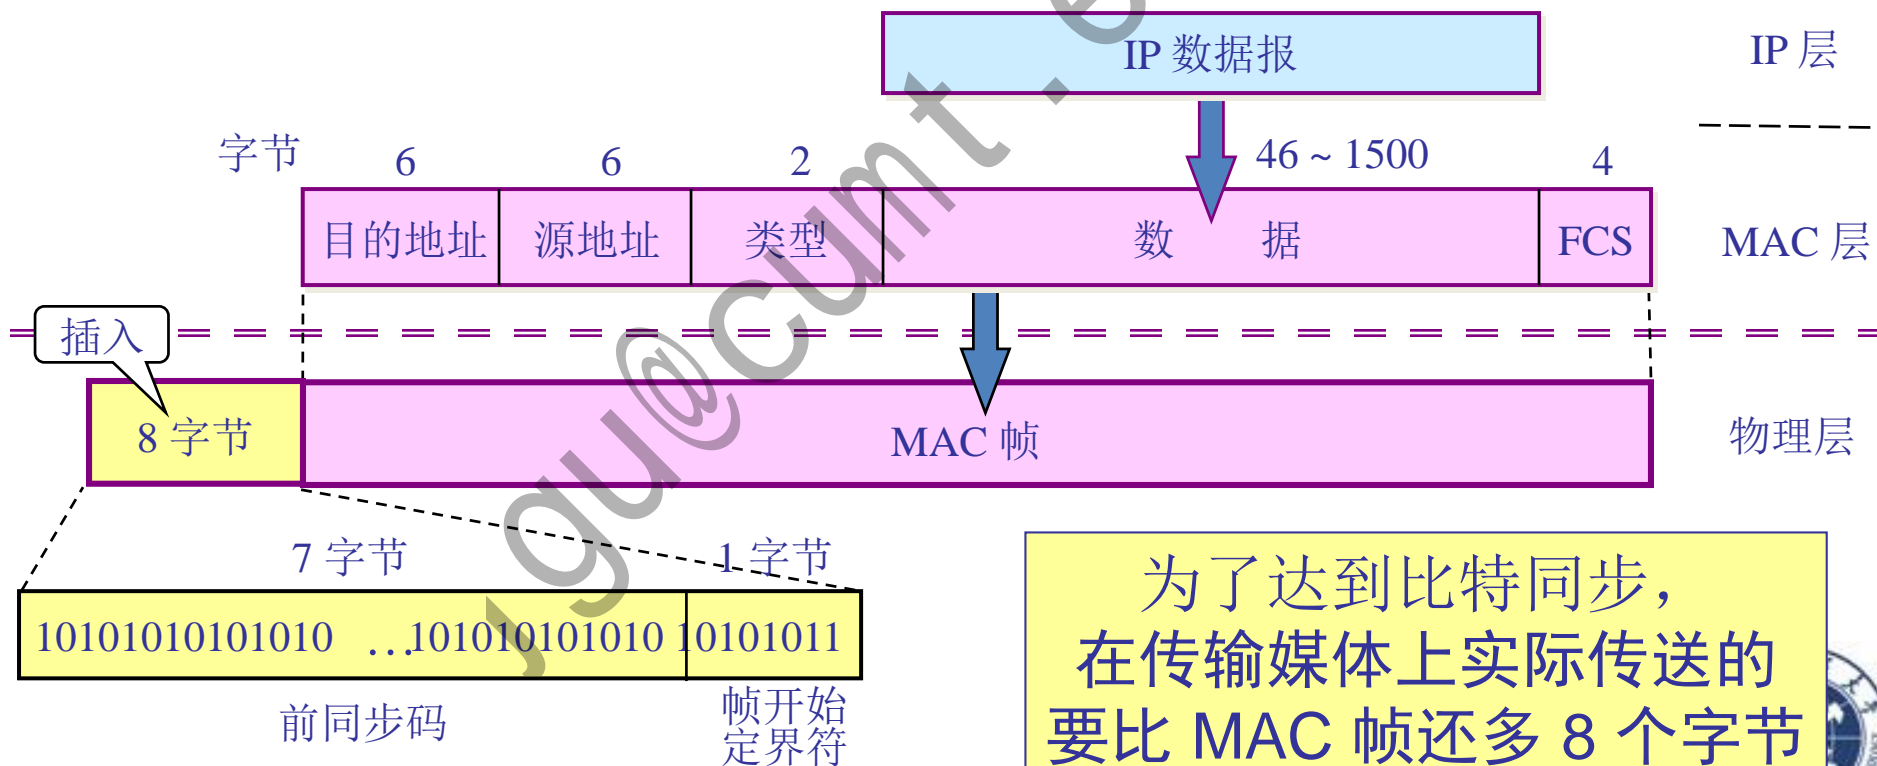 IP 数据报
IP 层
字节 6 6 2 46 ~ 1500 4
目的地址 源地址 类型 数 据 FCS MAC 层
插入
8 字节 MAC 帧 物理层
7 字节 1 字节
10101010101010 …101010101010 10101011
前同步码
帧开始
定界符
为了达到比特同步，
在传输媒体上实际传送的
要比 MAC 帧还多 8 个字节
jgu@cumt.e